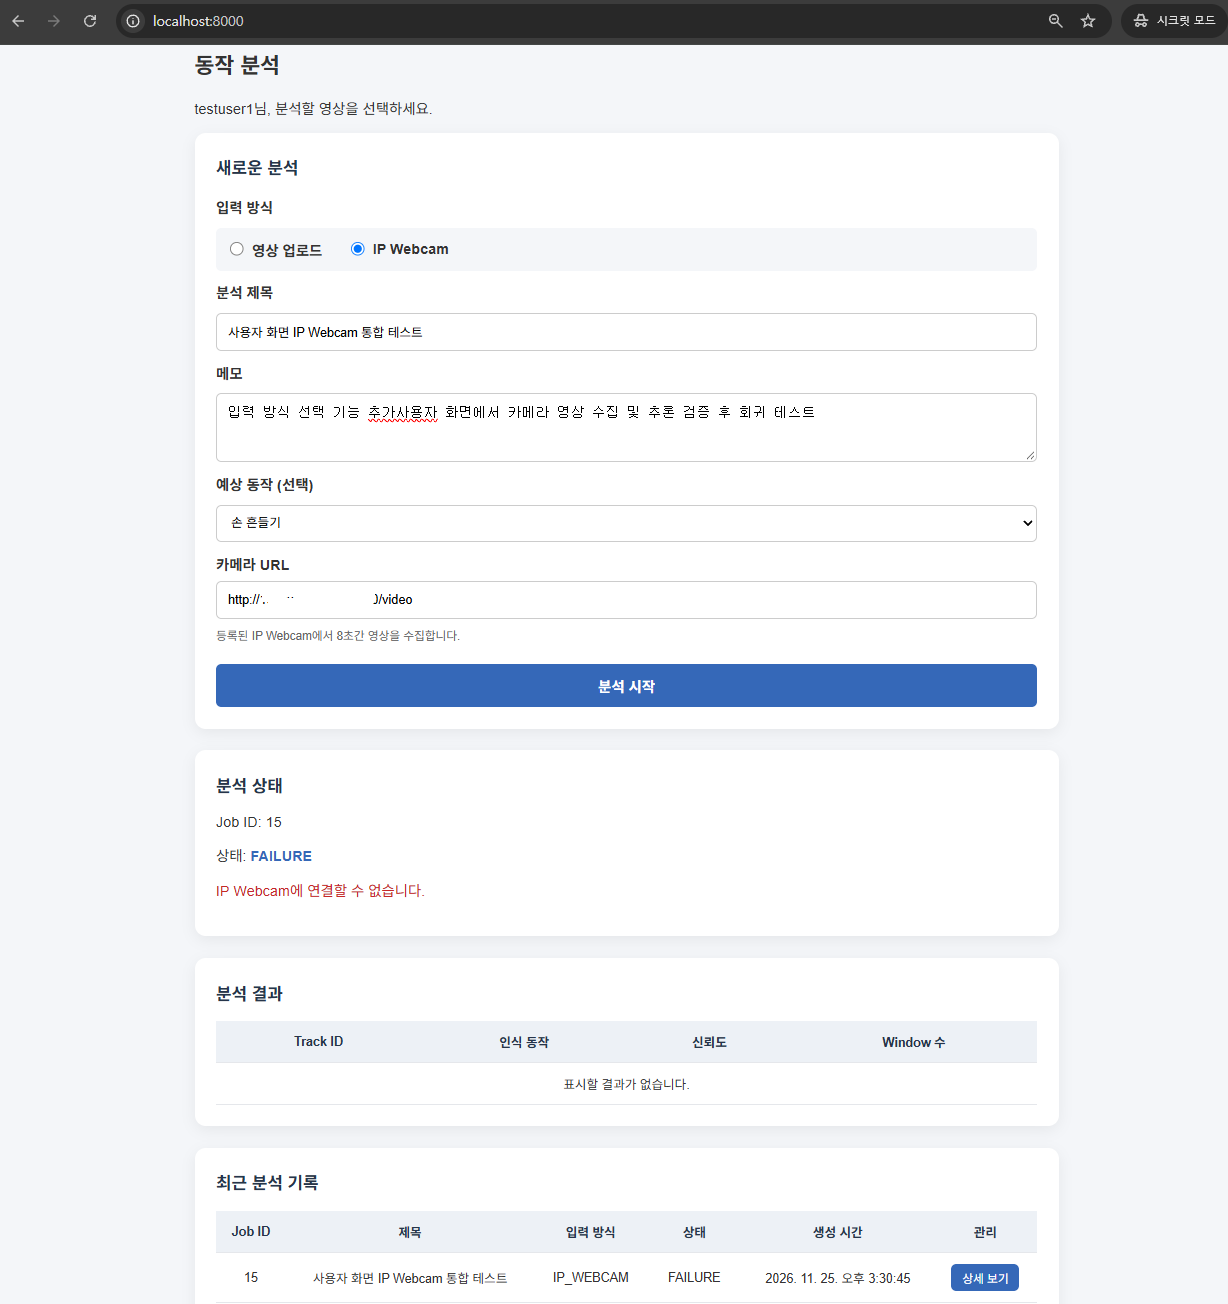 localhost:8000
시크릿 모드
동작 분석
testuser1님, 분석할 영상을 선택하세요.
새로운 분석
입력 방식
영상 업로드 IP Webcam
분석 제목
사용자 화면 IP Webcam 통합 테스트
메모
입력 방식 선택 기능 추가사용자 화면에서 카메라 영상 수집 및 추론 검증 후 회귀 테스트
예상 동작 (선택)
손 흔들기
카메라 URL
http:// /video
등록된 IP Webcam에서 8초간 영상을 수집합니다.
분석 시작
분석 상태
Job ID: 15
상태: FAILURE
IP Webcam에 연결할 수 없습니다.
분석 결과
Track ID 인식 동작 신뢰도 Window 수
표시할 결과가 없습니다.
최근 분석 기록
Job ID 제목 입력 방식 상태 생성 시간 관리
15 사용자 화면 IP Webcam 통합 테스트 IP_WEBCAM FAILURE 2026. 11. 25. 오후 3:30:45 상세 보기